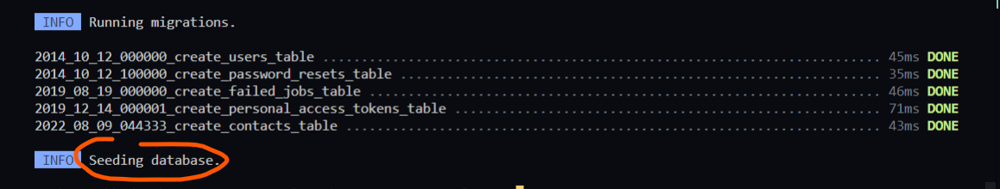 INFO Running migrations.
2014_10_12_000000_create_users_table ........................................................................ 45ms DONE
2014_10_12_100000_create_password_resets_table .............................................................. 35ms DONE
2019_08_19_000000_create_failed_jobs_table .................................................................. 46ms DONE
2019_12_14_000001_create_personal_access_tokens_table ....................................................... 71ms DONE
2022_08_09_044333_create_contacts_table ..................................................................... 43ms DONE
INFO Seeding database.